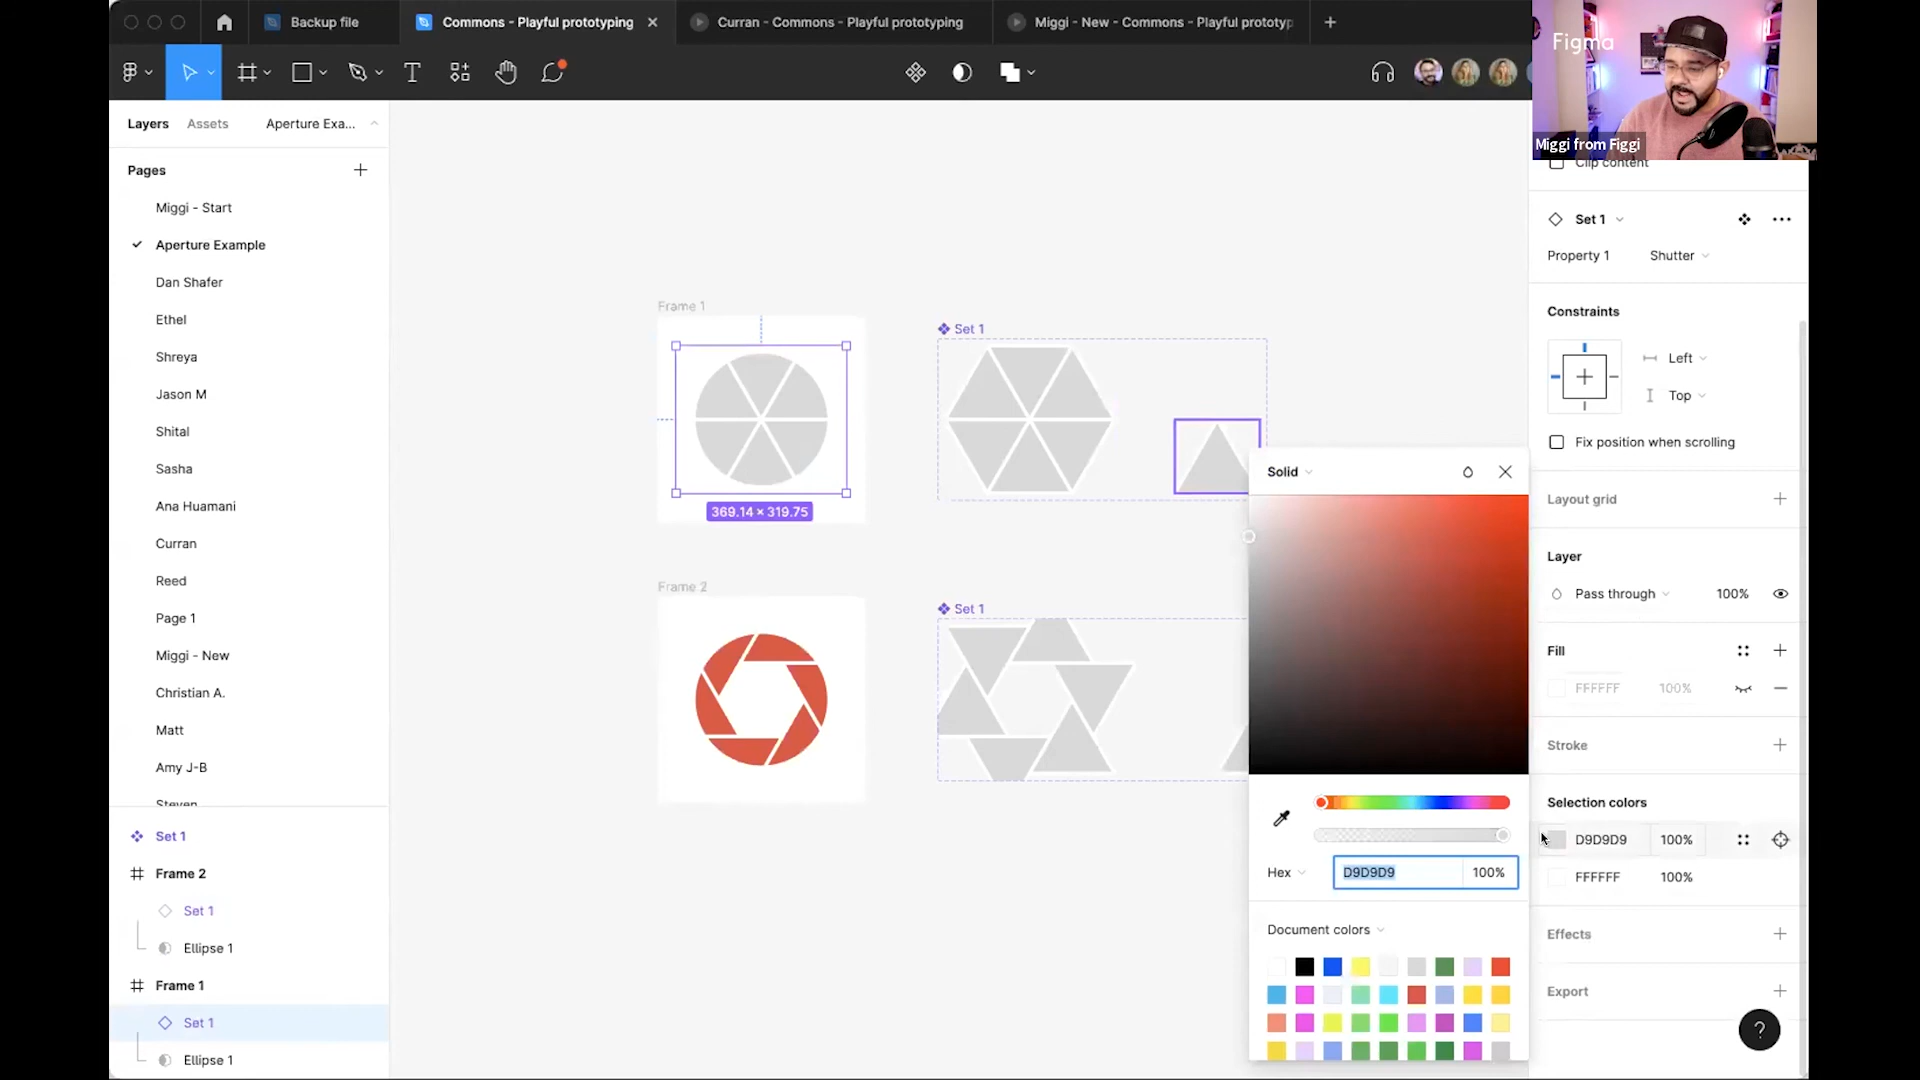 Backup file
Commons - Playful prototyping
Curran - Commons - Playful prototyping
Miggi - New - Commons - Playful prototyp
Figma
Miggi from Figgi
Layers
Assets
Aperture Exa...
Pages
Miggi - Start
Aperture Example
Dan Shafer
Ethel
Shreya
Jason M
Shital
Sasha
Ana Huamani
Curran
Reed
Page 1
Miggi - New
Christian A.
Matt
Amy J-B
Steven
Set 1
Frame 2
Set 1
Ellipse 1
Frame 1
Set 1
Ellipse 1
Frame 1
369.14 × 319.75
Set 1
Frame 2
Set 1
Solid
Hex
D9D9D9
100%
Document colors
Clip content
Set 1
Property 1
Shutter
Constraints
Left
Top
Fix position when scrolling
Layout grid
Layer
Pass through
100%
Fill
FFFFFF
100%
Stroke
Selection colors
D9D9D9
100%
FFFFFF
100%
Effects
Export
?